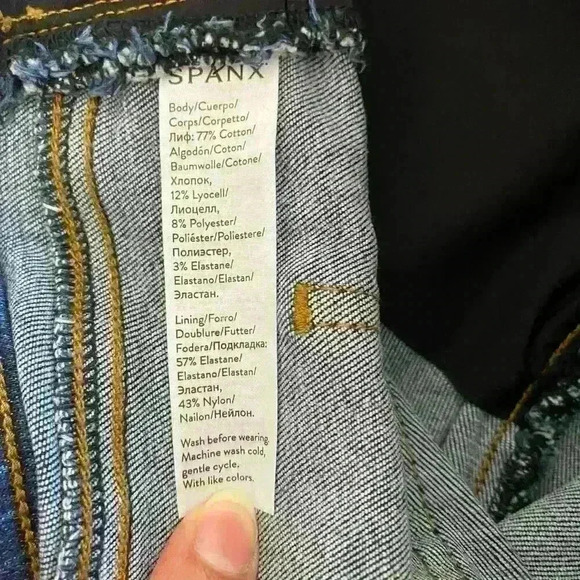 SPANX
Body/Cuerpo/
Corps/Corpetto/
Лиф: 77% Cotton/
Algodón/Coton/
Baumwolle/Cotone/
Хлопок,
12% Lyocell/
Лиоцелл,
8% Polyester/
Poliéster/Poliestere/
Полиэстер,
3% Elastane/
Elastano/Elastan/
Эластан.
Lining/Forro/
Doublure/Futter/
Fodera/Подкладка:
57% Elastane/
Elastano/Elastan/
Эластан,
43% Nylon/
Nailon/Нейлон.
Wash before wearing.
Machine wash cold,
gentle cycle.
With like colors.